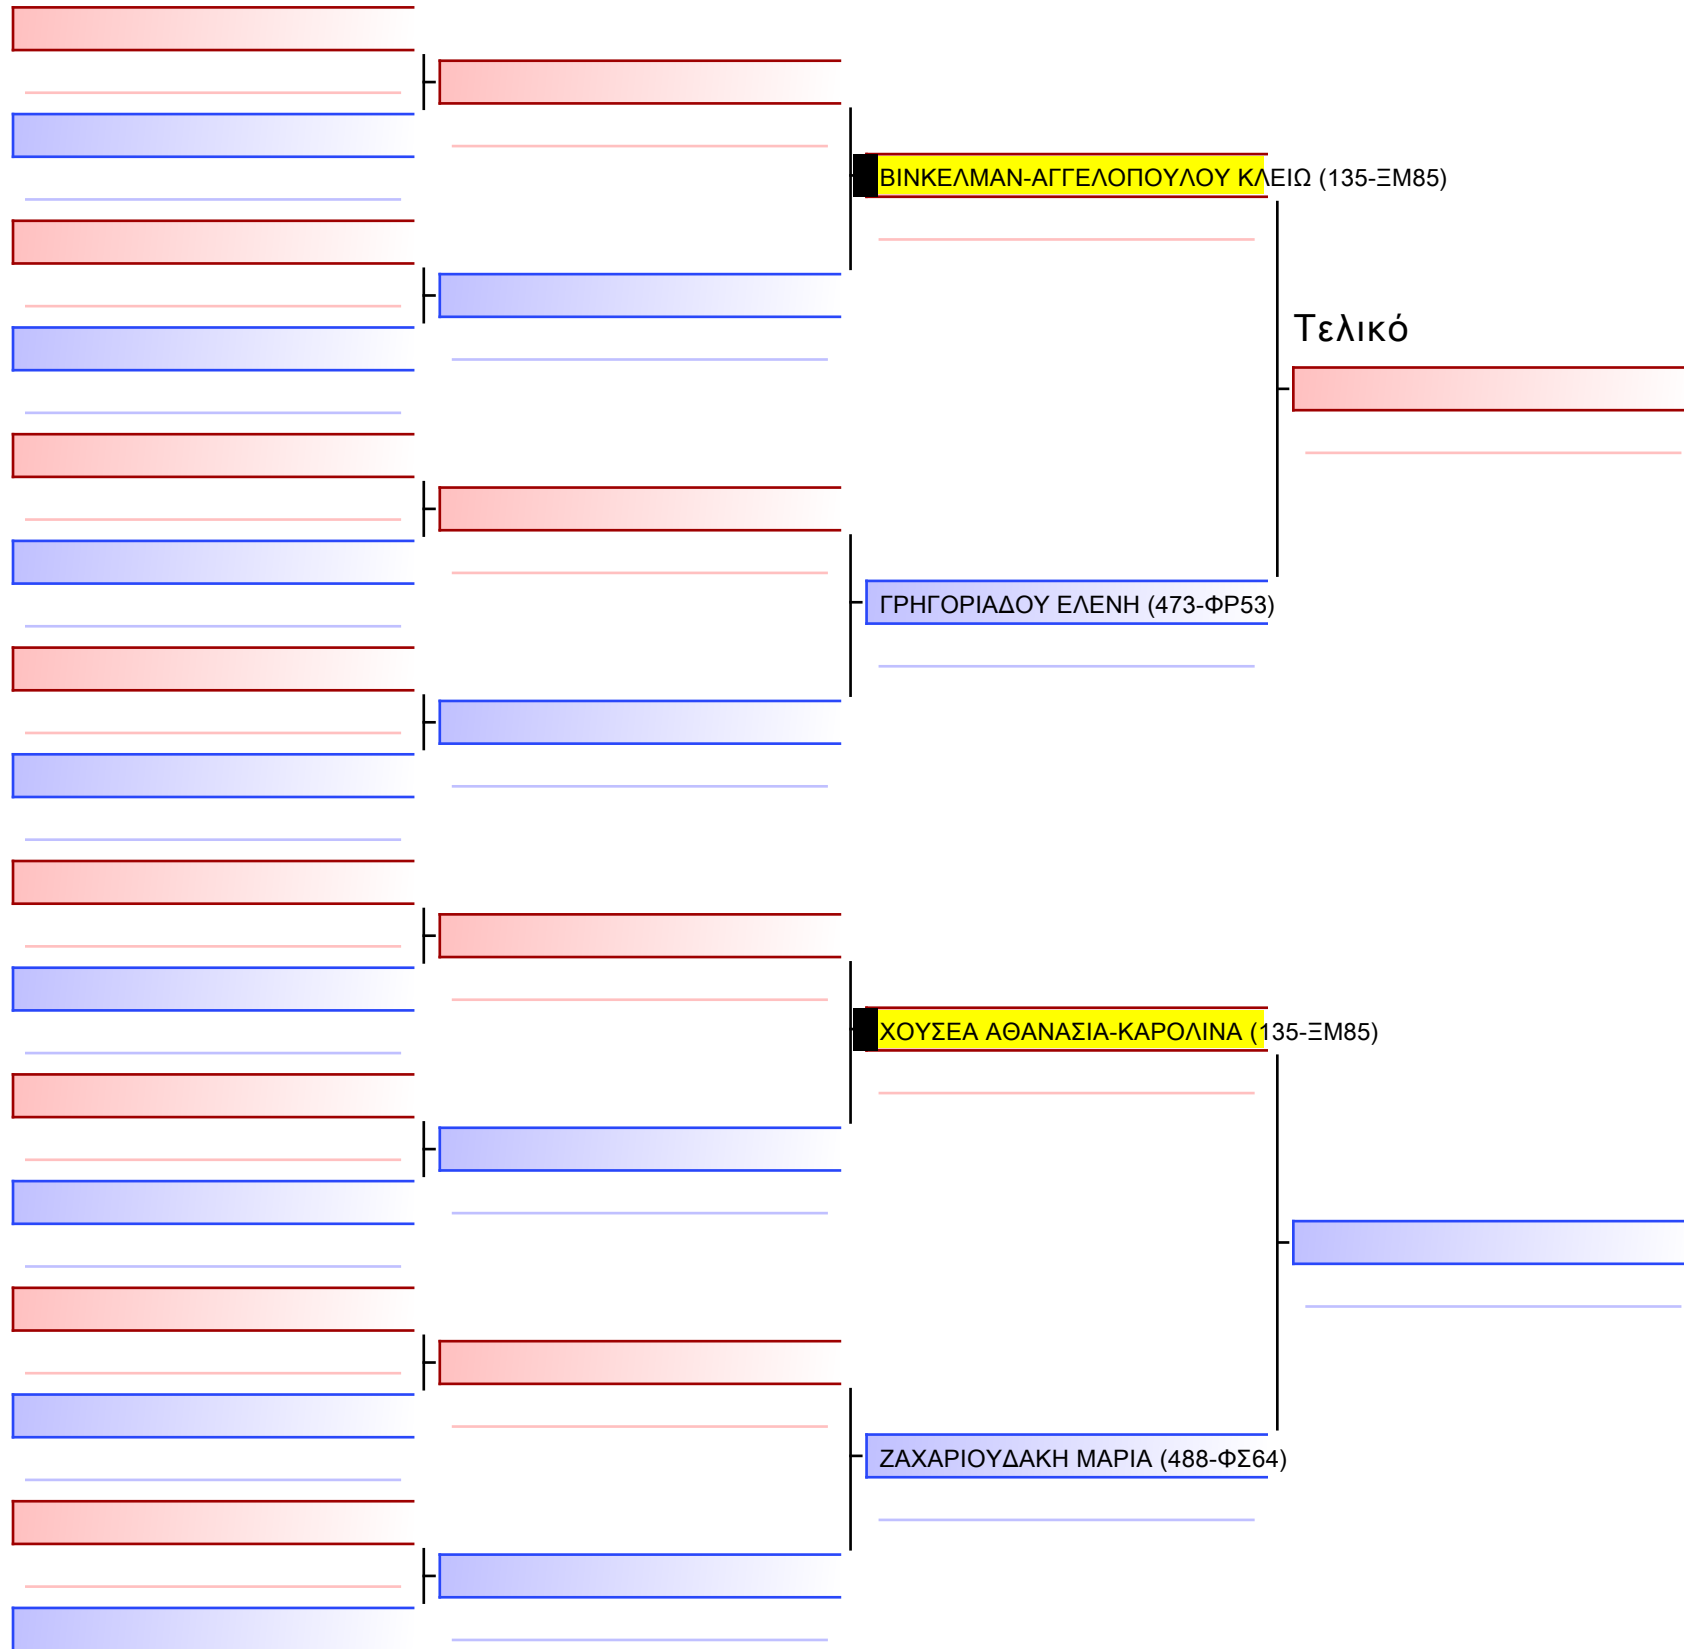 ΒΙΝΚΕΛΜΑΝ-ΑΓΓΕΛΟΠΟΥΛΟΥ ΚΛΕΙΩ (135-ΞΜ85)
Τελικό
ΓΡΗΓΟΡΙΑΔΟΥ ΕΛΕΝΗ (473-ΦΡ53)
ΧΟΥΣΕΑ ΑΘΑΝΑΣΙΑ-ΚΑΡΟΛΙΝΑ (135-ΞΜ85)
ΖΑΧΑΡΙΟΥΔΑΚΗ ΜΑΡΙΑ (488-ΦΣ64)